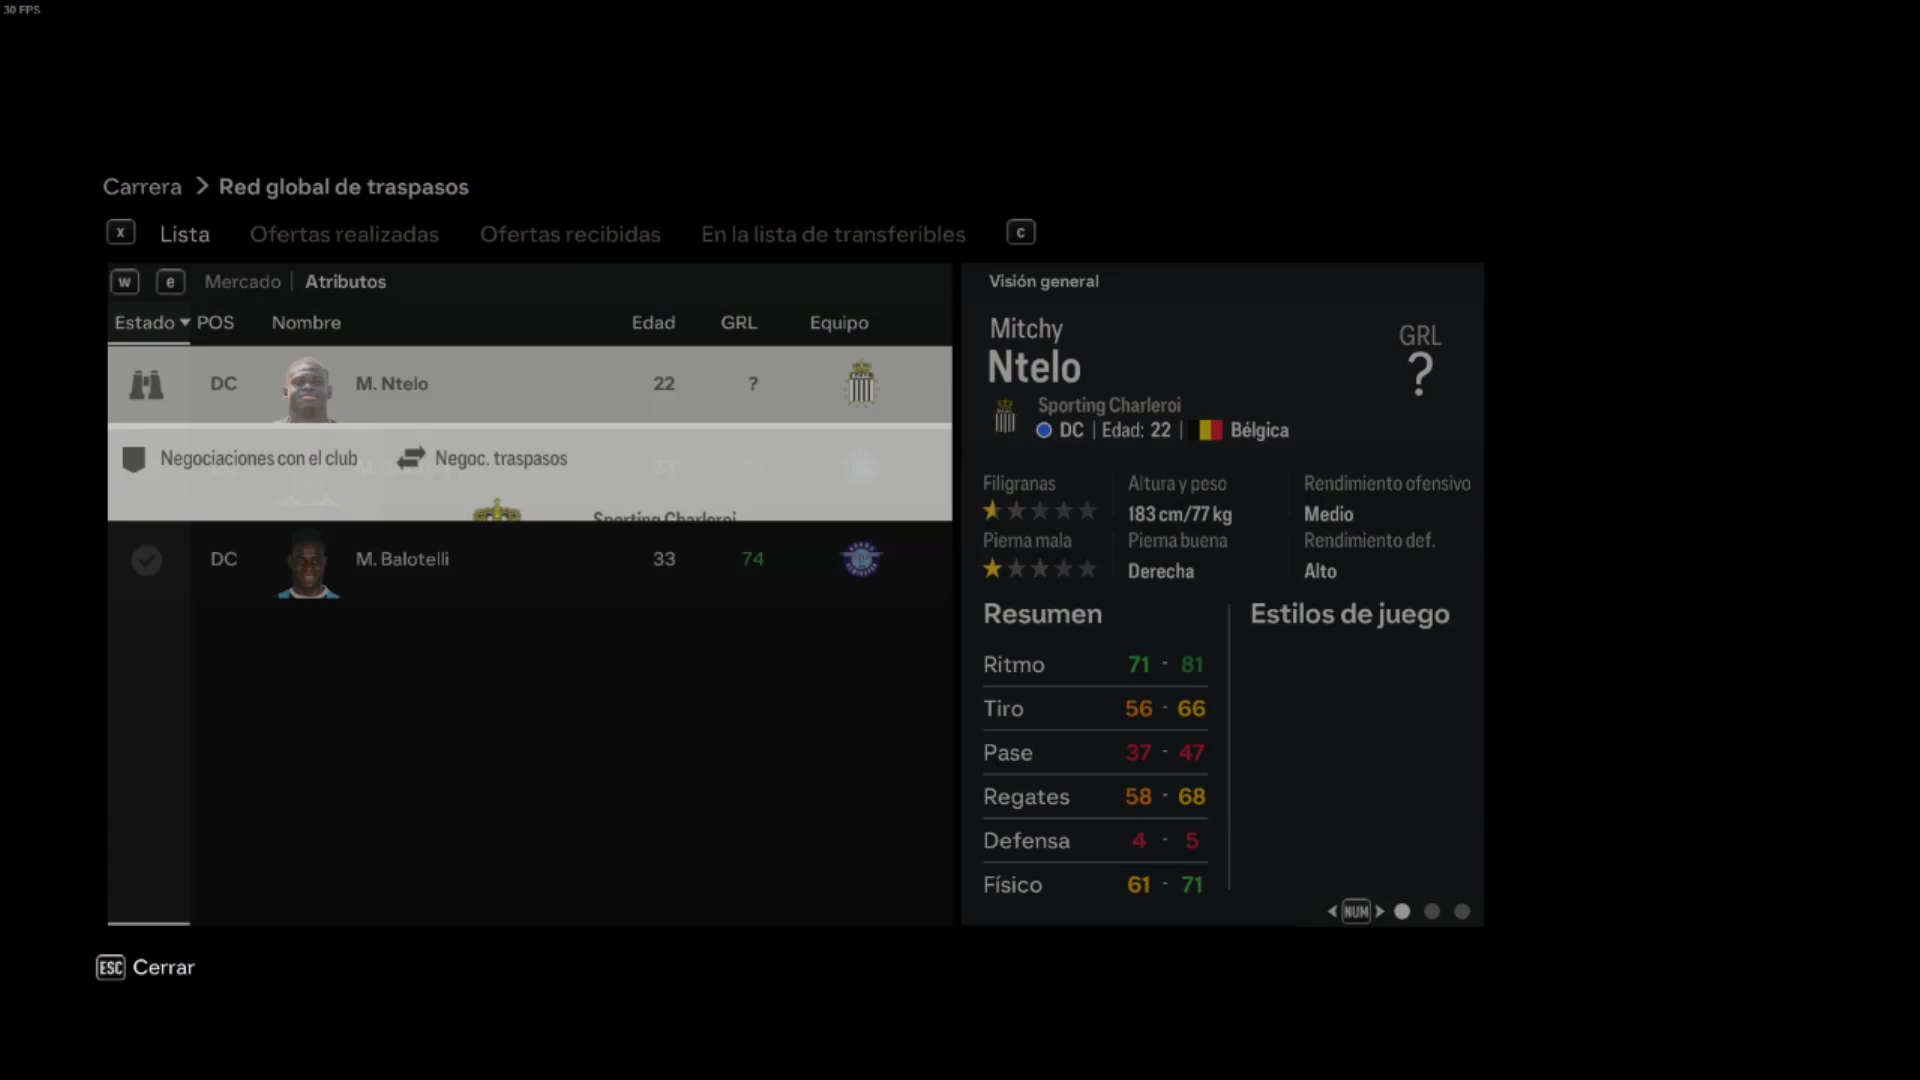 30 FPS
Carrera > Red global de traspasos
x Lista Ofertas realizadas Ofertas recibidas En la lista de transferibles c
w e Mercado | Atributos
Estado POS Nombre Edad GRL Equipo
DC M. Ntelo 22 ?
Negociaciones con el club Negoc. traspasos
Sporting Charleroi
DC M. Balotelli 33 74
Visión general
Mitchy
Ntelo
GRL
?
Sporting Charleroi
DC | Edad: 22 | Bélgica
Filigranas Altura y peso Rendimiento ofensivo
183 cm/77 kg Medio
Pierna mala Pierna buena Rendimiento def.
Derecha Alto
Resumen Estilos de juego
Ritmo 71 - 81
Tiro 56 - 66
Pase 37 - 47
Regates 58 - 68
Defensa 4 - 5
Físico 61 - 71
NUM
ESC Cerrar